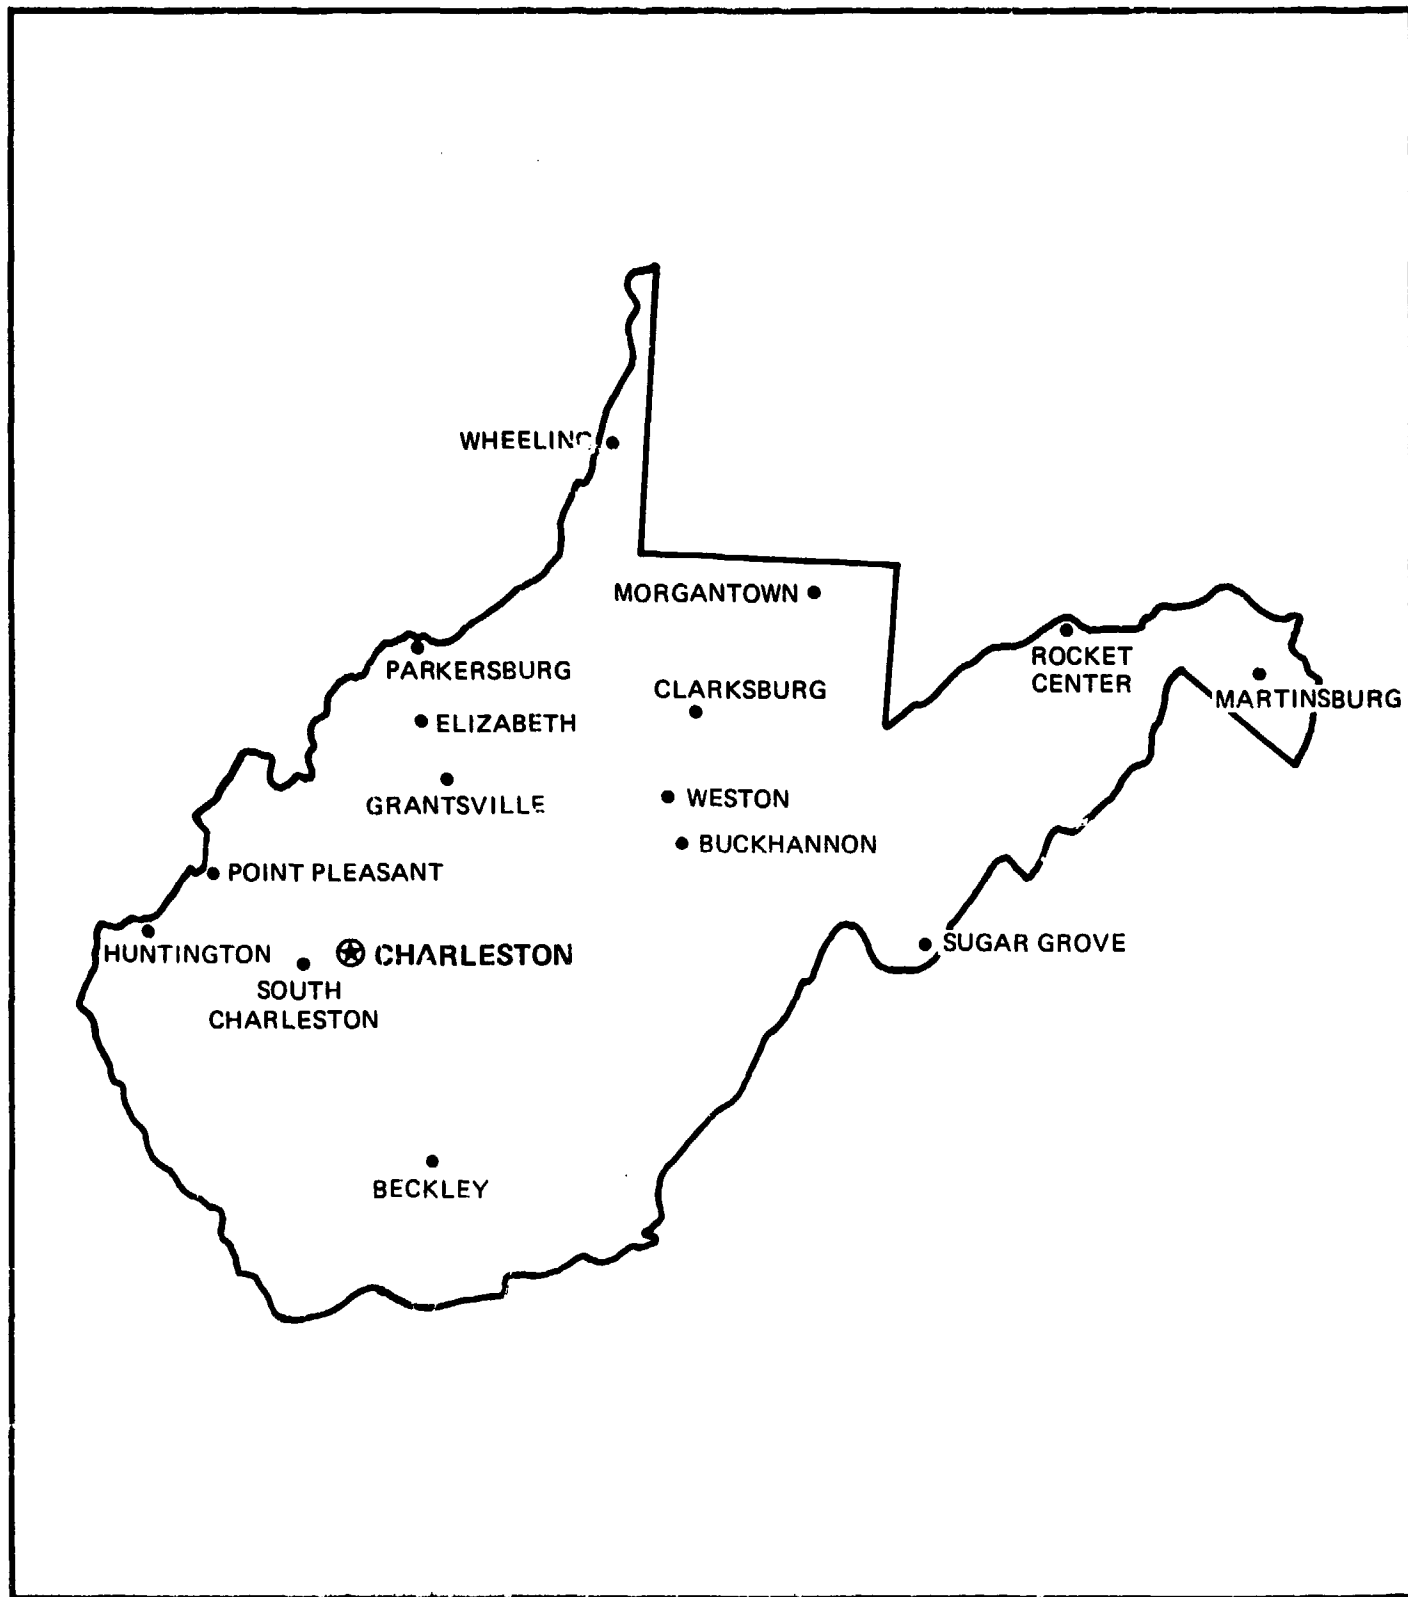 WHEELING
MORGANTOWN
PARKERSBURG
ROCKET
CENTER
CLARKSBURG
MARTINSBURG
ELIZABETH
GRANTSVILLE
WESTON
BUCKHANNON
POINT PLEASANT
HUNTINGTON
CHARLESTON
SUGAR GROVE
SOUTH
CHARLESTON
BECKLEY